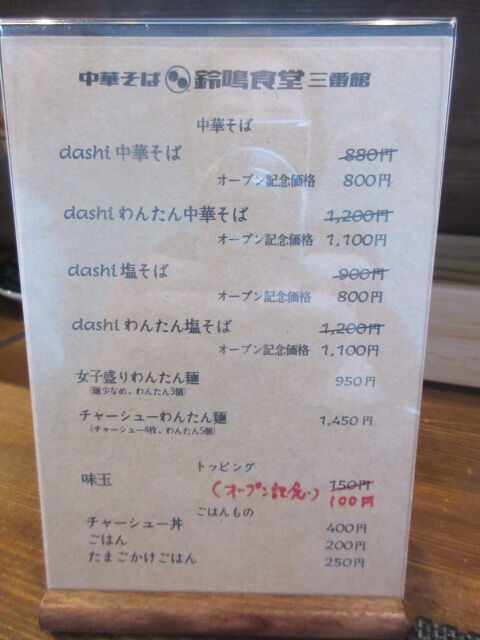 中華そば 鈴鳴食堂 三番館
中華そば
dashi 中華そば 880円
オープン記念価格 800円
dashi わんたん中華そば 1,200円
オープン記念価格 1,100円
dashi 塩そば 900円
オープン記念価格 800円
dashi わんたん塩そば 1,200円
オープン記念価格 1,100円
女子盛りわんたん麺 950円
(麺少なめ、わんたん3個)
チャーシューわんたん麺 1,450円
(チャーシュー4枚、わんたん5個)
トッピング
味玉 150円
(オープン記念) 100円
ごはんもの
チャーシュー丼 400円
ごはん 200円
たまごかけごはん 250円